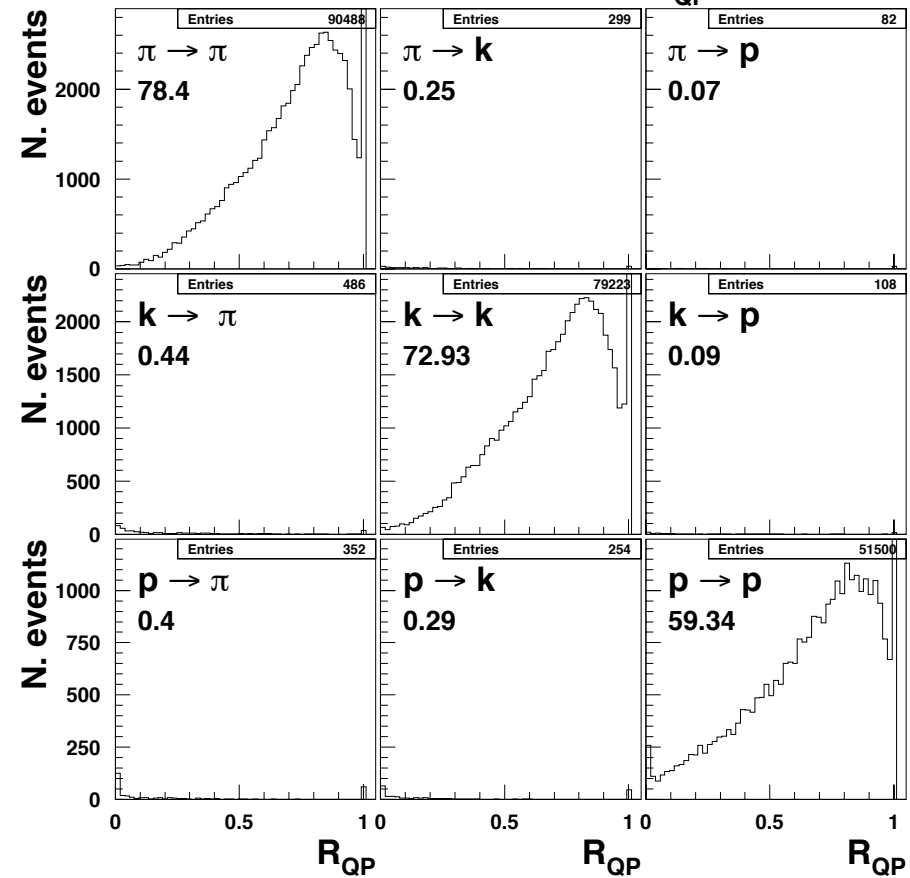 QP
N. events
Entries 90488
π → π
78.4
Entries 299
π → k
0.25
Entries 82
π → p
0.07
2000
1000
0
N. events
Entries 486
k → π
0.44
Entries 79223
k → k
72.93
Entries 108
k → p
0.09
2000
1500
1000
500
0
N. events
Entries 352
p → π
0.4
Entries 254
p → k
0.29
Entries 51500
p → p
59.34
1000
750
500
250
0
0 0.5 1 0 0.5 1 0 0.5 1
R_QP R_QP R_QP